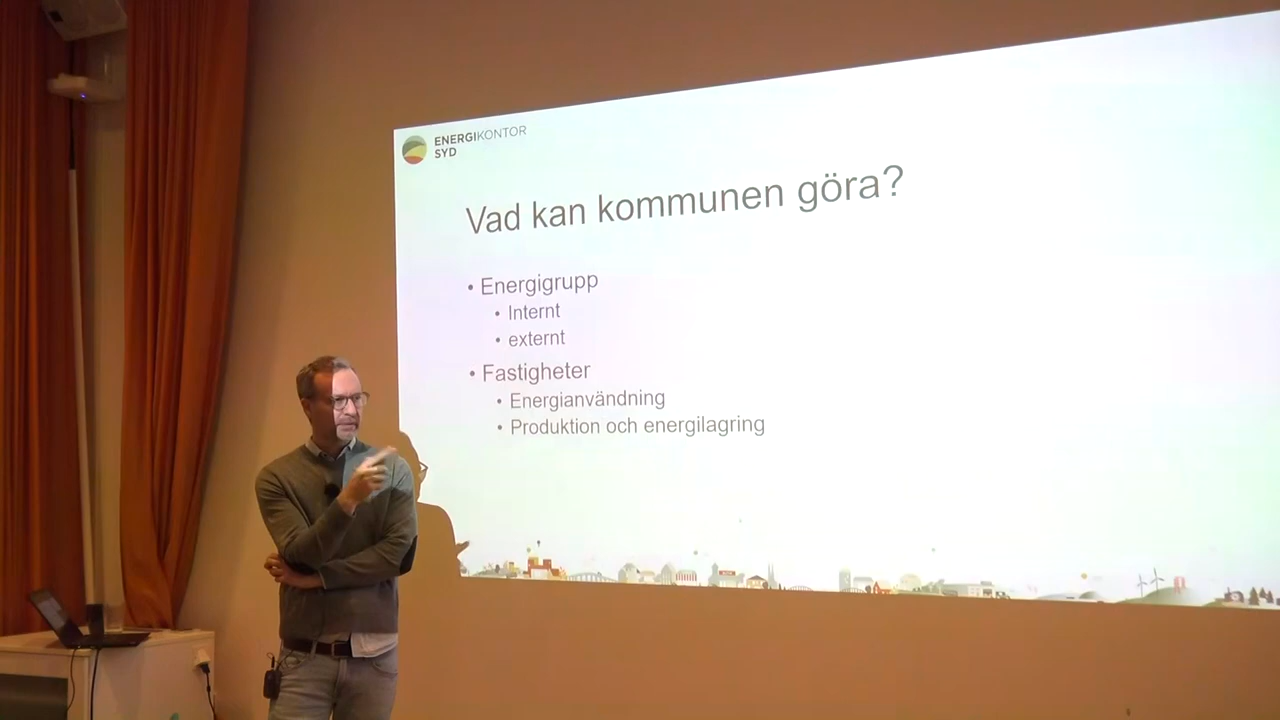 ENERGIKONTOR
SYD
Vad kan kommunen göra?
• Energigrupp
• Internt
• externt
• Fastigheter
• Energianvändning
• Produktion och energilagring